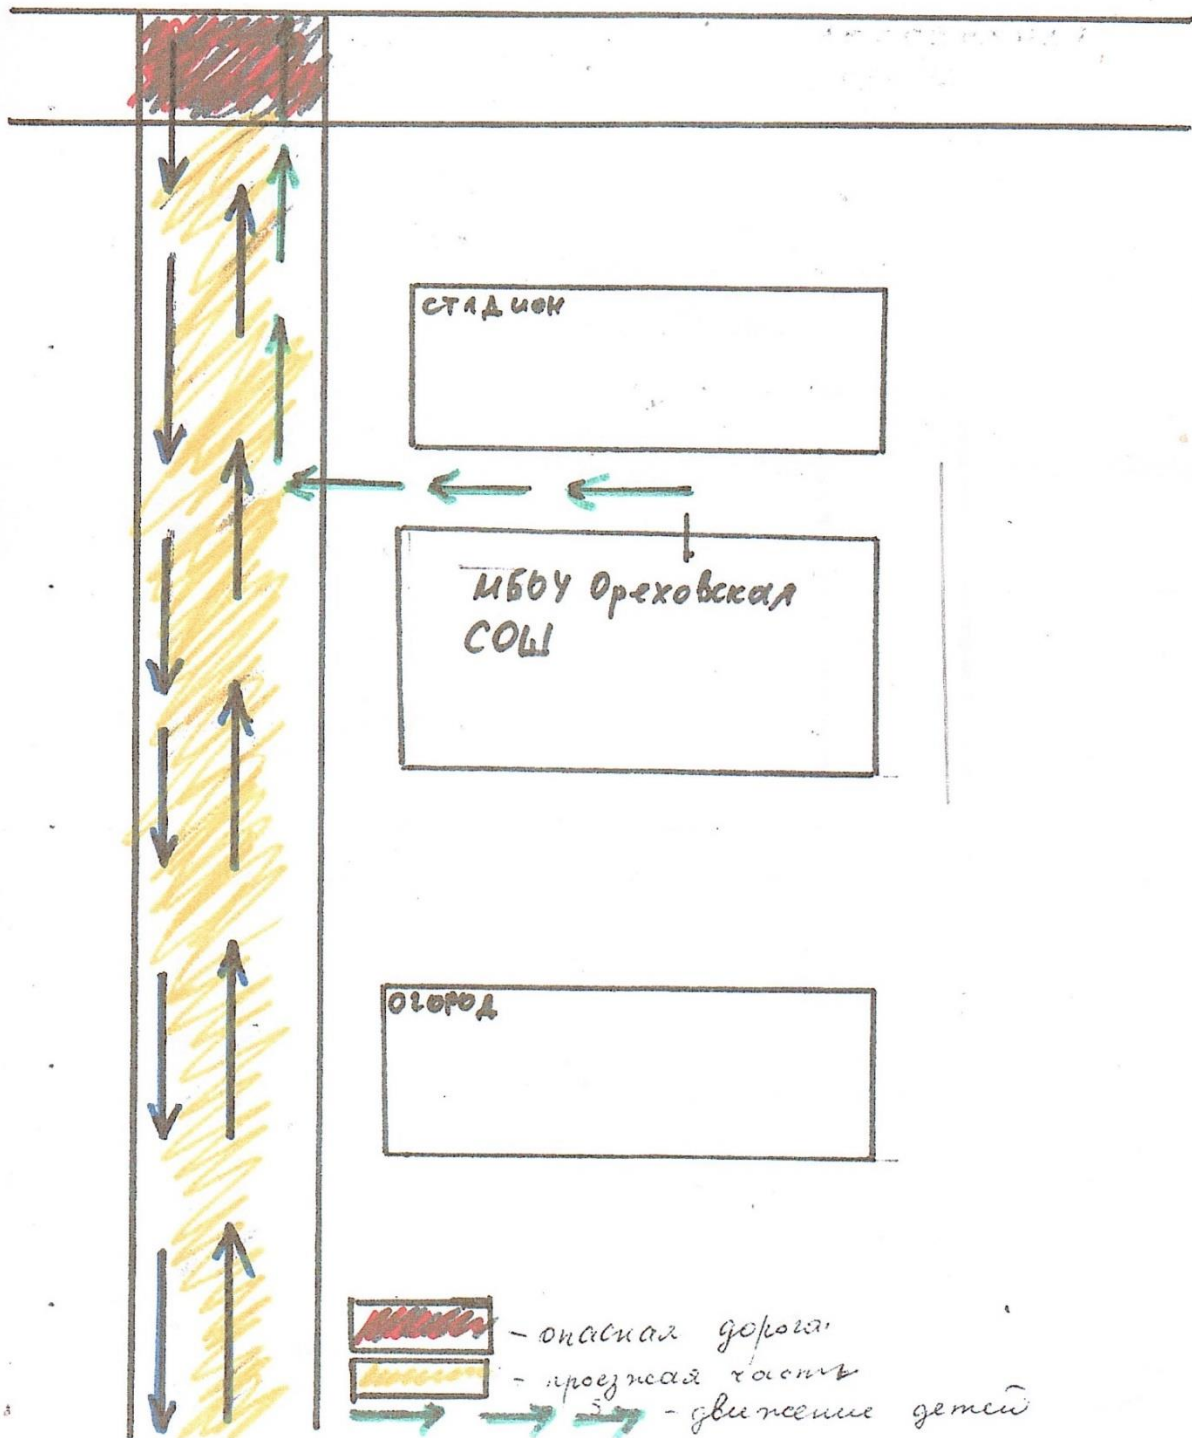 стадион
МБОУ Ореховская
СОШ
огород
- опасная дорога
- проезжая часть
- движение детей